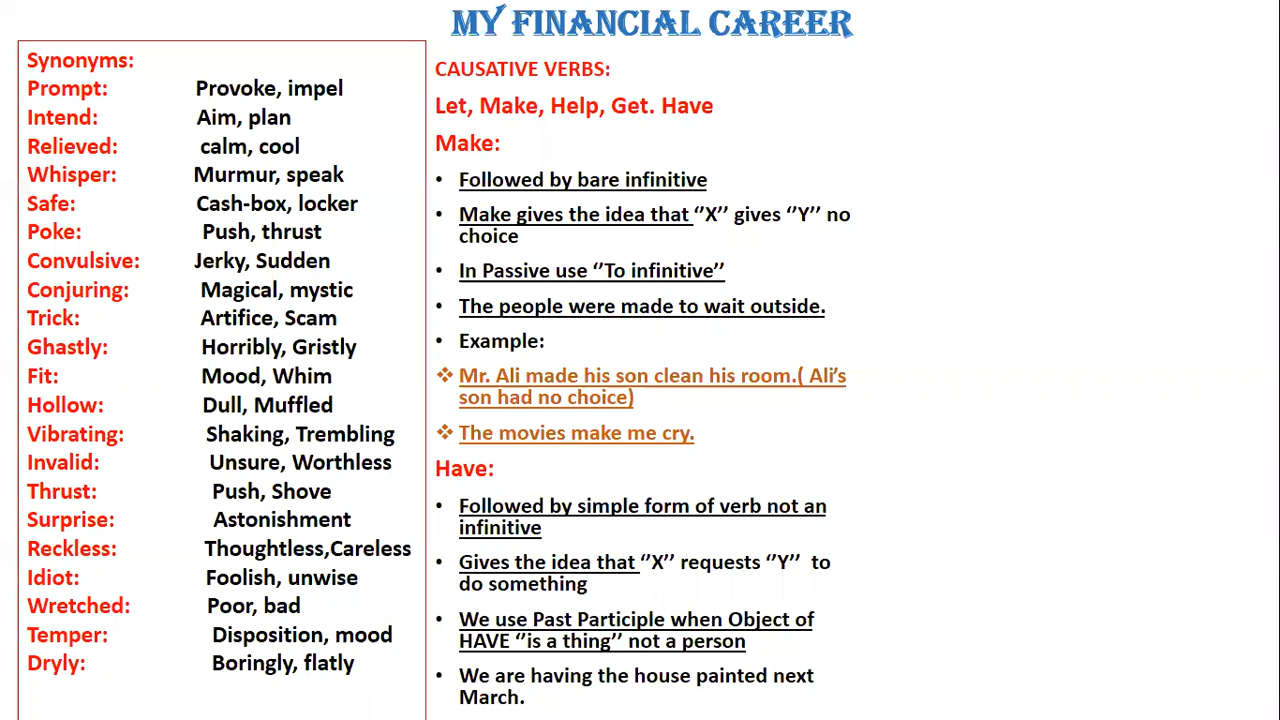 MY FINANCIAL CAREER
Synonyms:
Prompt: Provoke, impel
Intend: Aim, plan
Relieved: calm, cool
Whisper: Murmur, speak
Safe: Cash-box, locker
Poke: Push, thrust
Convulsive: Jerky, Sudden
Conjuring: Magical, mystic
Trick: Artifice, Scam
Ghastly: Horribly, Gristly
Fit: Mood, Whim
Hollow: Dull, Muffled
Vibrating: Shaking, Trembling
Invalid: Unsure, Worthless
Thrust: Push, Shove
Surprise: Astonishment
Reckless: Thoughtless,Careless
Idiot: Foolish, unwise
Wretched: Poor, bad
Temper: Disposition, mood
Dryly: Boringly, flatly
CAUSATIVE VERBS:
Let, Make, Help, Get. Have
Make:
• Followed by bare infinitive
• Make gives the idea that ‘’X’’ gives ‘’Y’’ no
choice
• In Passive use ‘’To infinitive’’
• The people were made to wait outside.
• Example:
❖ Mr. Ali made his son clean his room.( Ali’s
son had no choice)
❖ The movies make me cry.
Have:
• Followed by simple form of verb not an
infinitive
• Gives the idea that ‘’X’’ requests ‘’Y’’ to
do something
• We use Past Participle when Object of
HAVE ‘’is a thing’’ not a person
• We are having the house painted next
March.